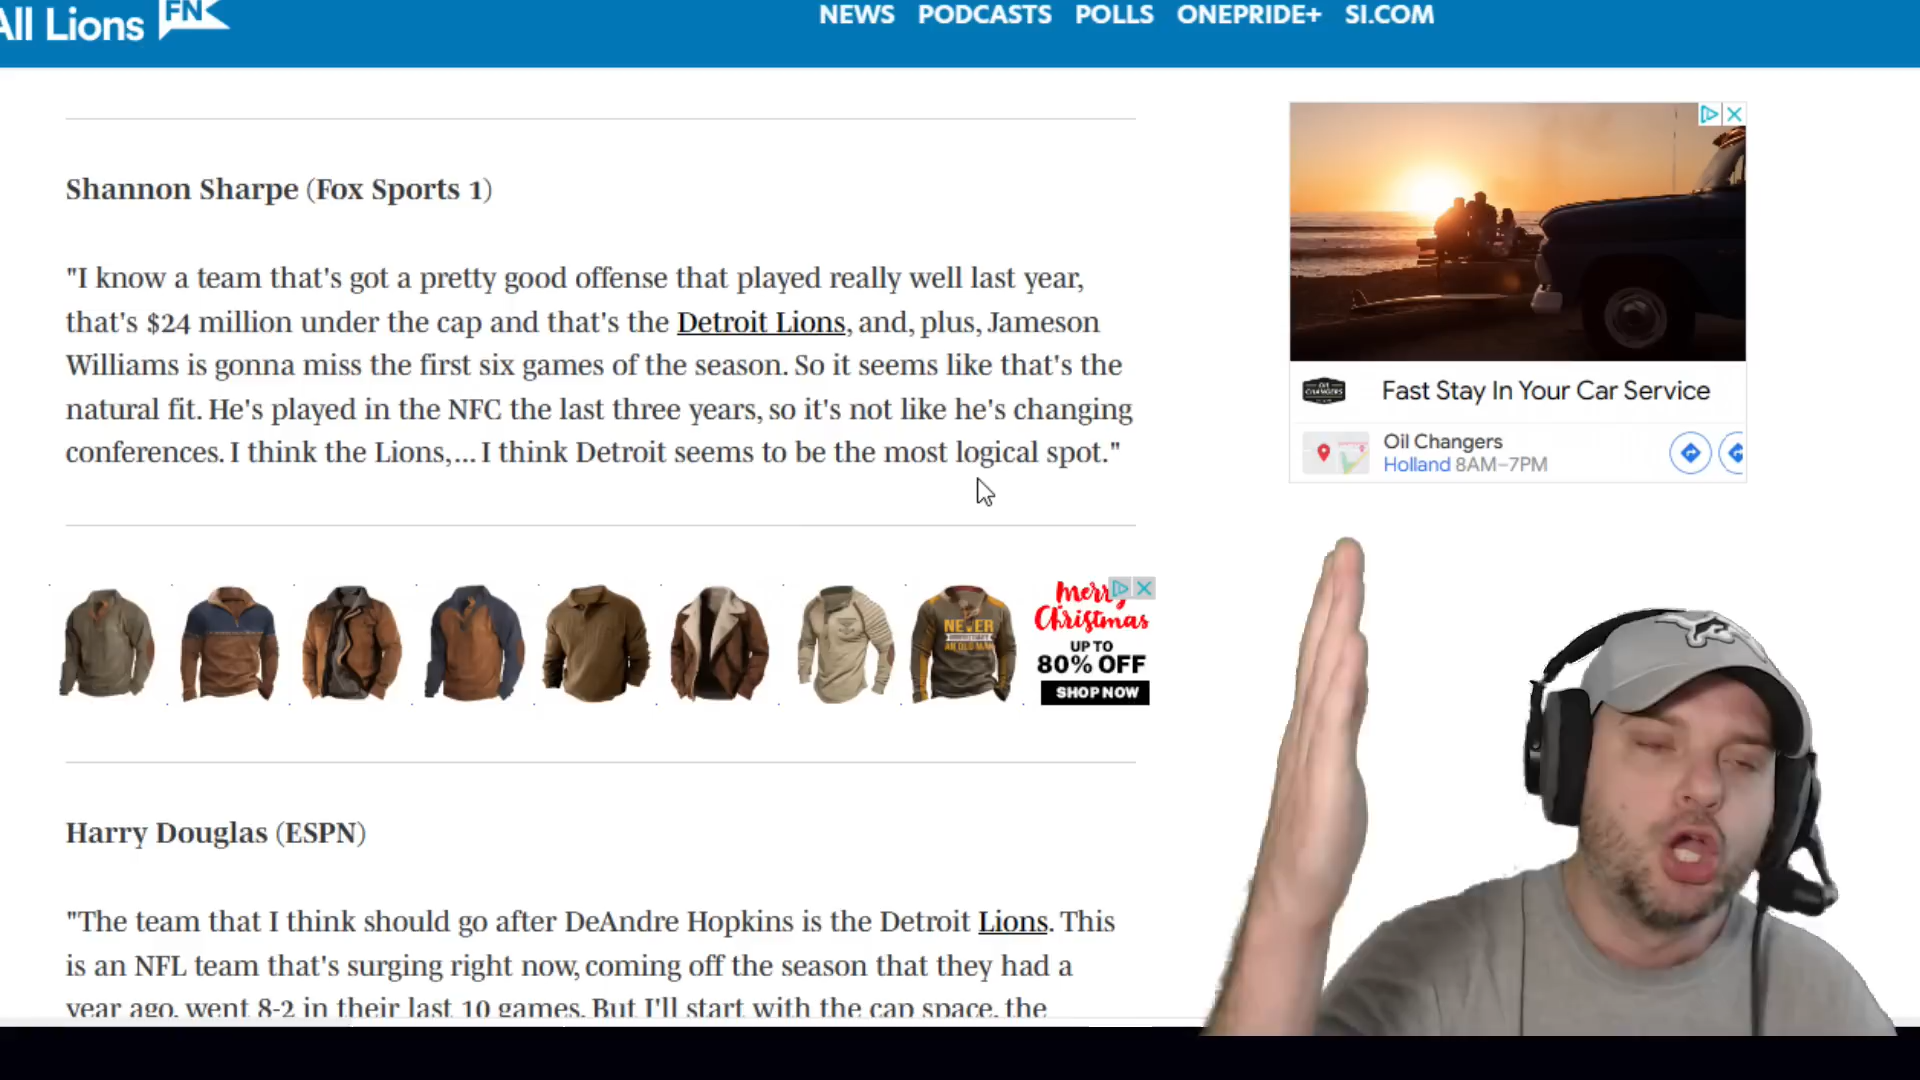 All Lions FN
NEWS PODCASTS POLLS ONEPRIDE+ SI.COM
Shannon Sharpe (Fox Sports 1)
"I know a team that's got a pretty good offense that played really well last year,
that's $24 million under the cap and that's the Detroit Lions, and, plus, Jameson
Williams is gonna miss the first six games of the season. So it seems like that's the
natural fit. He's played in the NFC the last three years, so it's not like he's changing
conferences. I think the Lions,... I think Detroit seems to be the most logical spot."
Fast Stay In Your Car Service
OIL CHANGERS
Oil Changers
Holland 8AM–7PM
NEVER
AN OLD MAN
Merry
Christmas
UP TO
80% OFF
SHOP NOW
Harry Douglas (ESPN)
"The team that I think should go after DeAndre Hopkins is the Detroit Lions. This
is an NFL team that's surging right now, coming off the season that they had a
year ago, went 8-2 in their last 10 games. But I'll start with the cap space, the